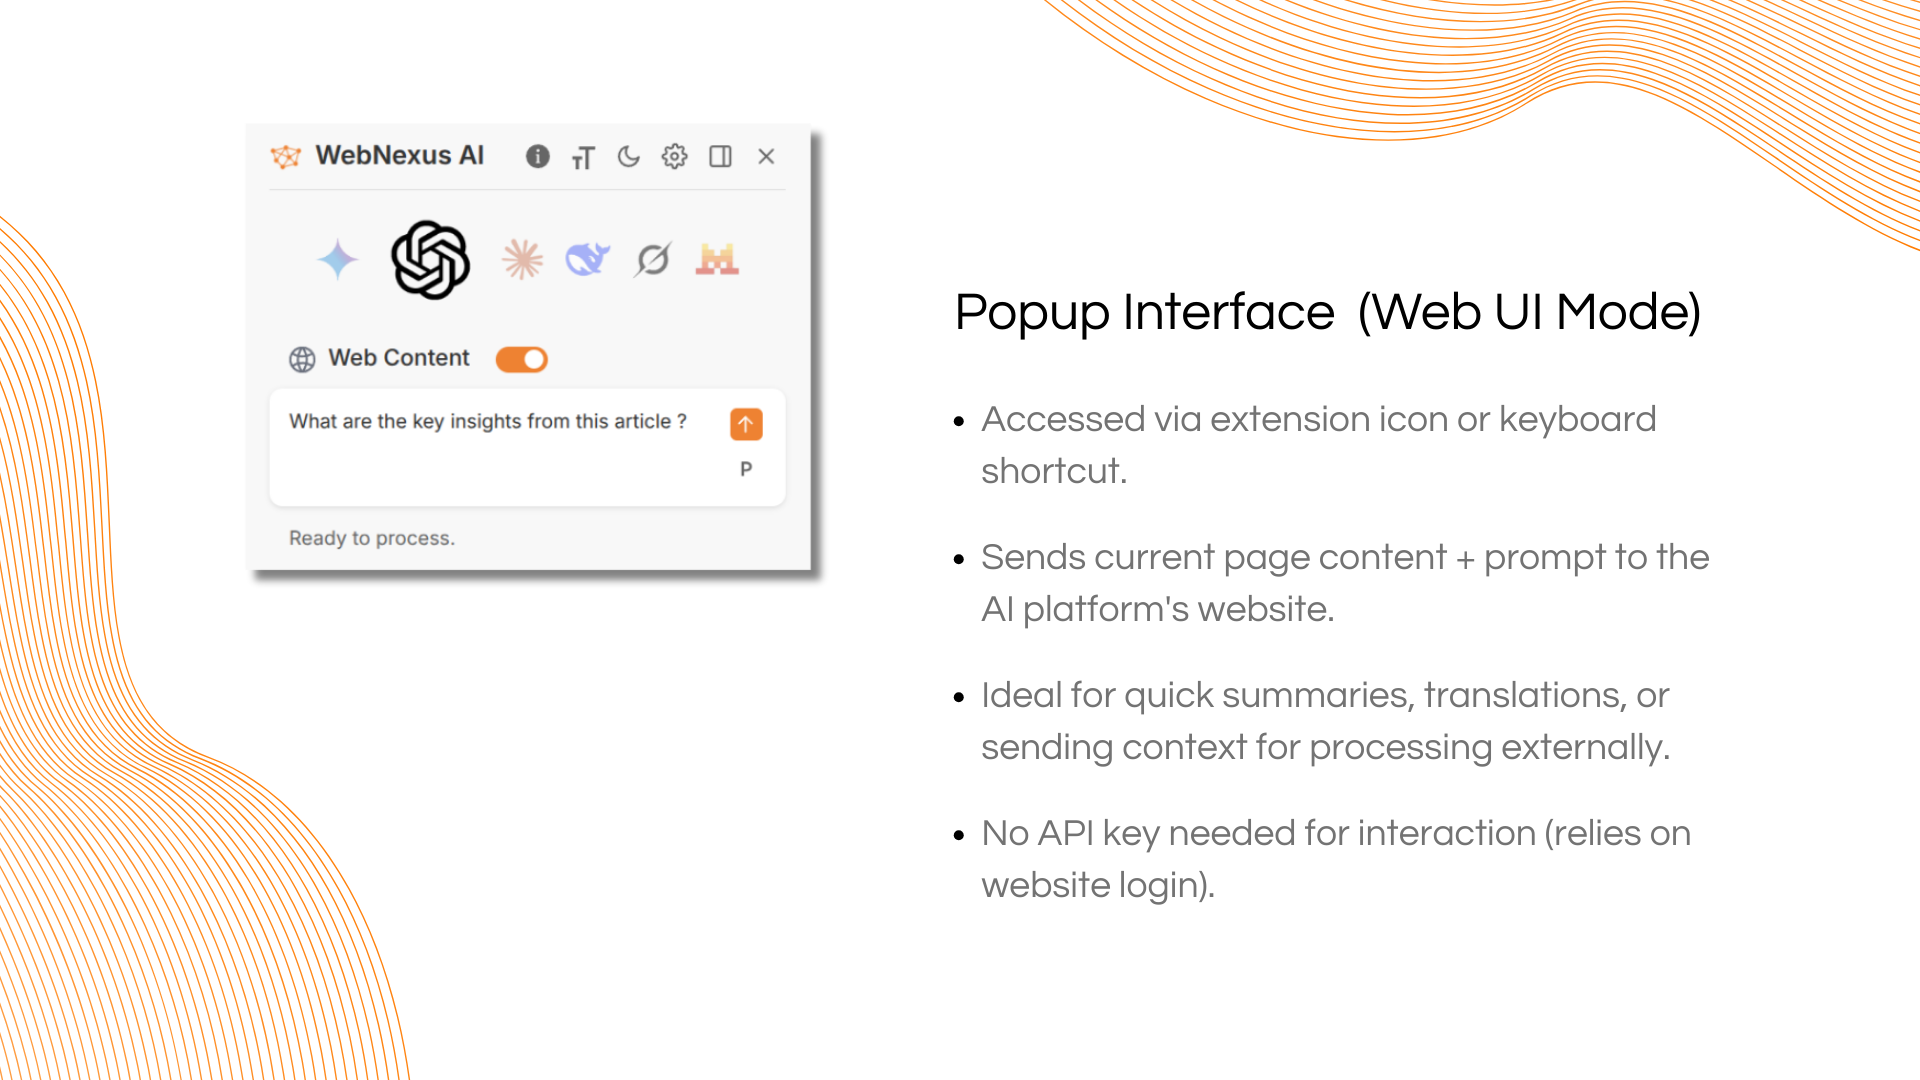 WebNexus AI
Web Content
What are the key insights from this article ?
P
Ready to process.
Popup Interface (Web UI Mode)
• Accessed via extension icon or keyboard
shortcut.
• Sends current page content + prompt to the
AI platform's website.
• Ideal for quick summaries, translations, or
sending context for processing externally.
• No API key needed for interaction (relies on
website login).